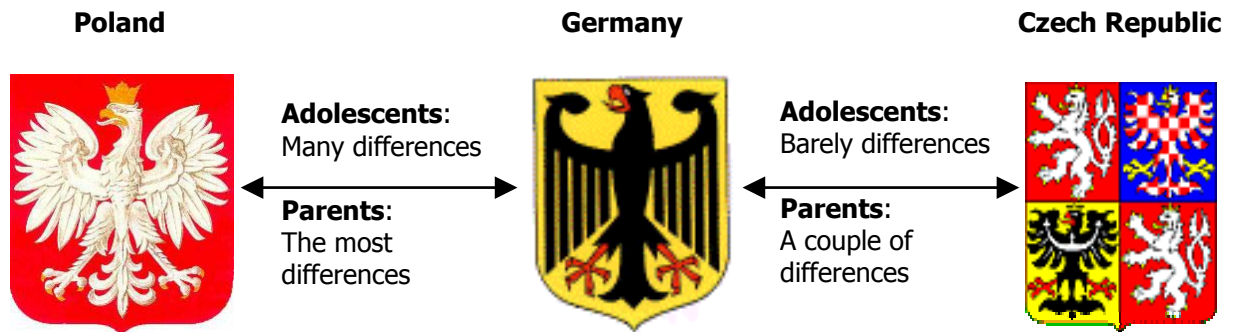 Poland
Germany
Czech Republic
Adolescents:
Many differences
Parents:
The most
differences
Adolescents:
Barely differences
Parents:
A couple of
differences